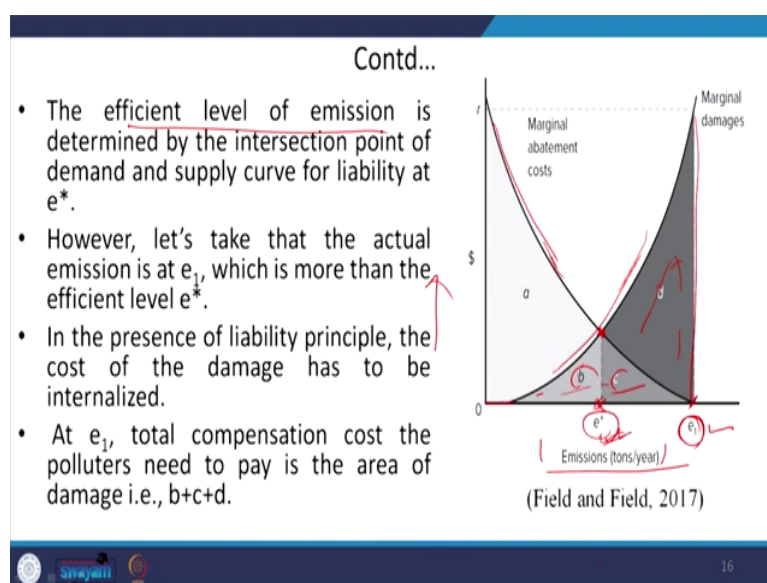 Contd...
• The efficient level of emission is
determined by the intersection point of
demand and supply curve for liability at
e*.
• However, let's take that the actual
emission is at e1, which is more than the
efficient level e*.
• In the presence of liability principle, the
cost of the damage has to be
internalized.
• At e1, total compensation cost the
polluters need to pay is the area of
damage i.e., b+c+d.
r
Marginal
abatement
costs
Marginal
damages
$
a
d
b
c
0
e*
e1
Emissions (tons/year)
(Field and Field, 2017)
swayam
16